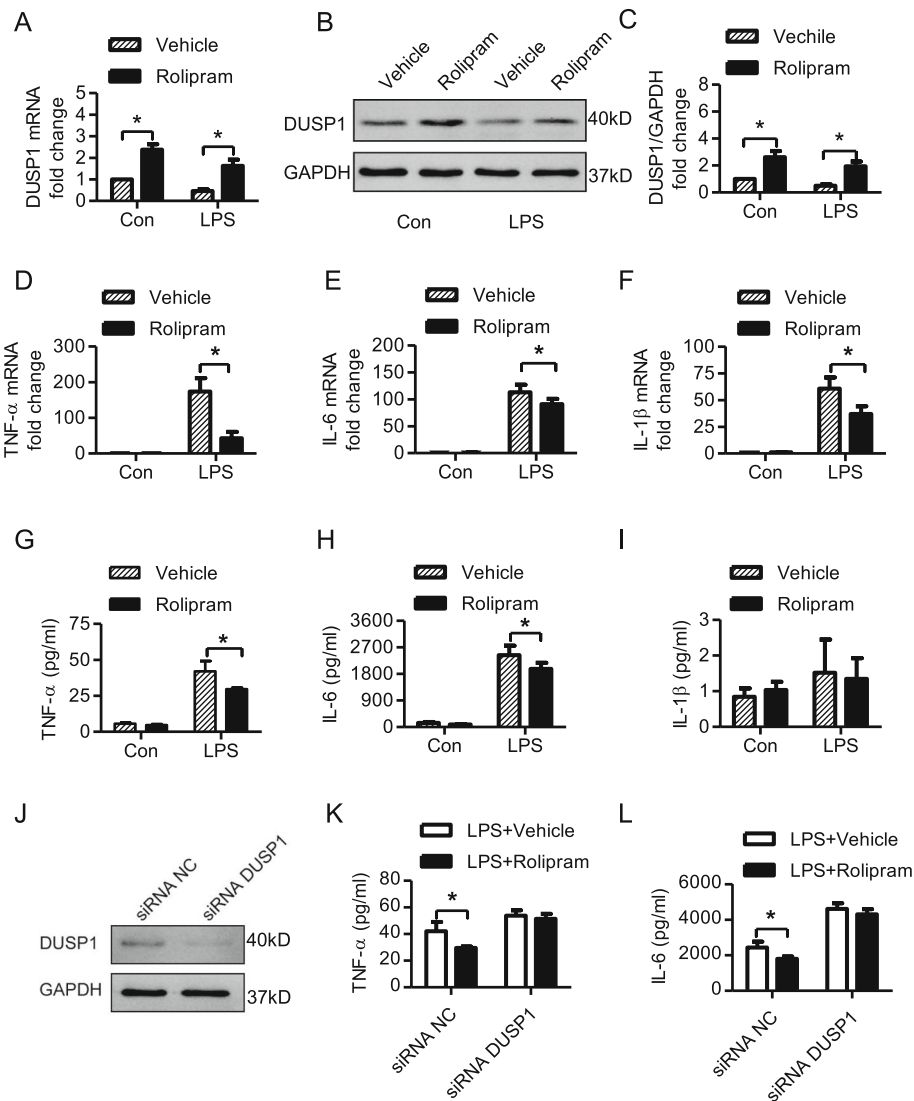 A
Vehicle
Rolipram
DUSP1 mRNA
fold change
5
4
3
2
1
0
*
*
Con
LPS
B
Vehicle
Rolipram
Vehicle
Rolipram
DUSP1
40kD
GAPDH
37kD
Con
LPS
C
Vechile
Rolipram
DUSP1/GAPDH
fold change
8
6
4
2
0
*
*
Con
LPS
D
Vehicle
Rolipram
TNF-α mRNA
fold change
300
200
100
0
*
Con
LPS
E
Vehicle
Rolipram
IL-6 mRNA
fold change
200
150
100
50
0
*
Con
LPS
F
Vehicle
Rolipram
IL-1β mRNA
fold change
100
75
50
25
0
*
Con
LPS
G
Vehicle
Rolipram
TNF-α (pg/ml)
75
50
25
0
*
Con
LPS
H
Vehicle
Rolipram
IL-6 (pg/ml)
3600
2700
1800
900
0
*
Con
LPS
I
Vehicle
Rolipram
IL-1β (pg/ml)
3
2
1
0
Con
LPS
J
siRNA NC
siRNA DUSP1
DUSP1
40kD
GAPDH
37kD
K
LPS+Vehicle
LPS+Rolipram
TNF-α (pg/ml)
80
60
40
20
0
*
siRNA NC
siRNA DUSP1
L
LPS+Vehicle
LPS+Rolipram
IL-6 (pg/ml)
6000
4000
2000
0
*
siRNA NC
siRNA DUSP1